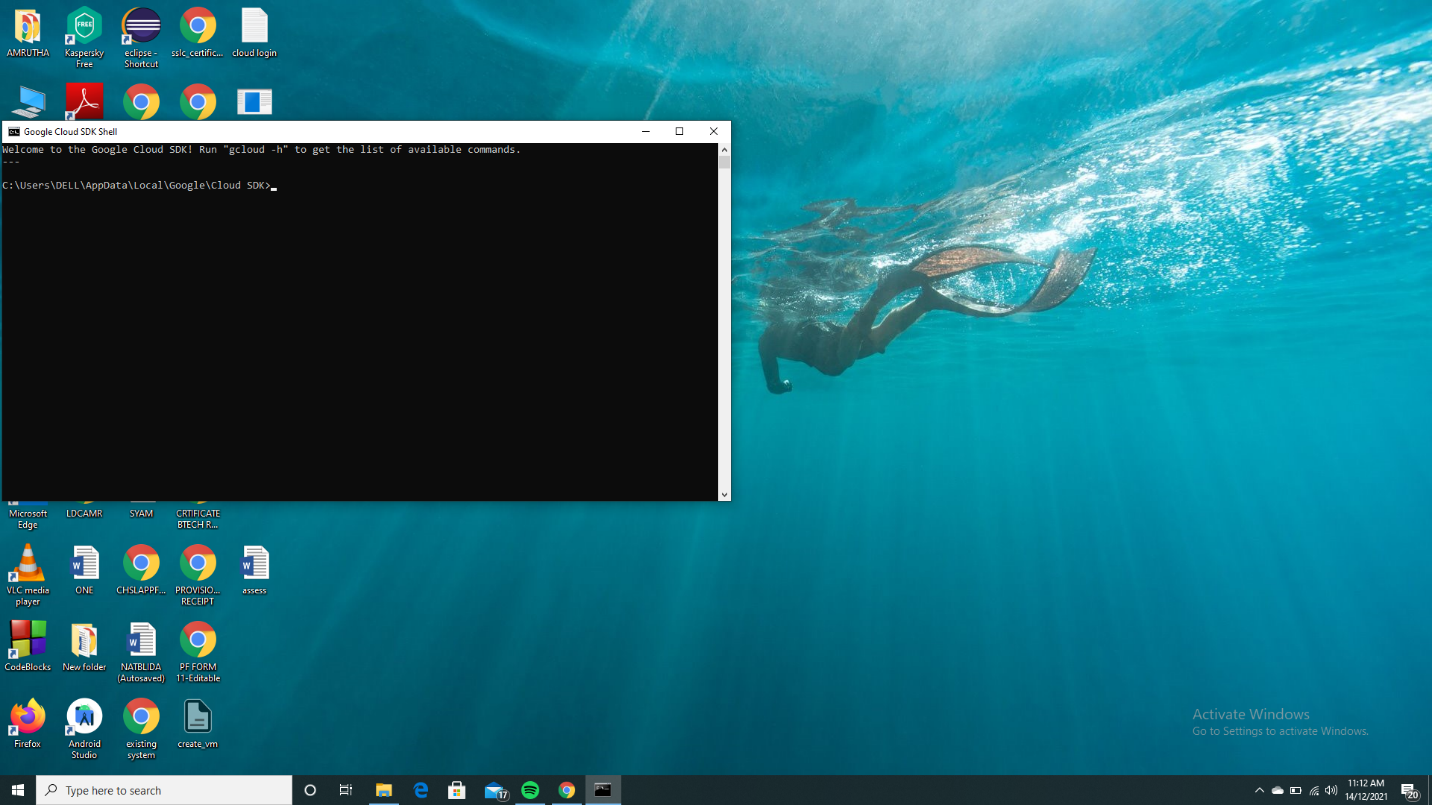 AMRUTHA
Kaspersky
Free
FREE
eclipse -
Shortcut
sslc_certific...
cloud login
Google Cloud SDK Shell
Welcome to the Google Cloud SDK! Run "gcloud -h" to get the list of available commands.
---
C:\Users\DELL\AppData\Local\Google\Cloud SDK>
Microsoft
Edge
LDCAMR
SYAM
CRTIFICATE
BTECH R...
VLC media
player
ONE
CHSLAPPF...
PROVISIO...
RECEIPT
assess
CodeBlocks
New folder
NATBLIDA
(Autosaved)
PF FORM
11-Editable
Firefox
Android
Studio
existing
system
create_vm
Activate Windows
Go to Settings to activate Windows.
Type here to search
17
11:12 AM
14/12/2021
20